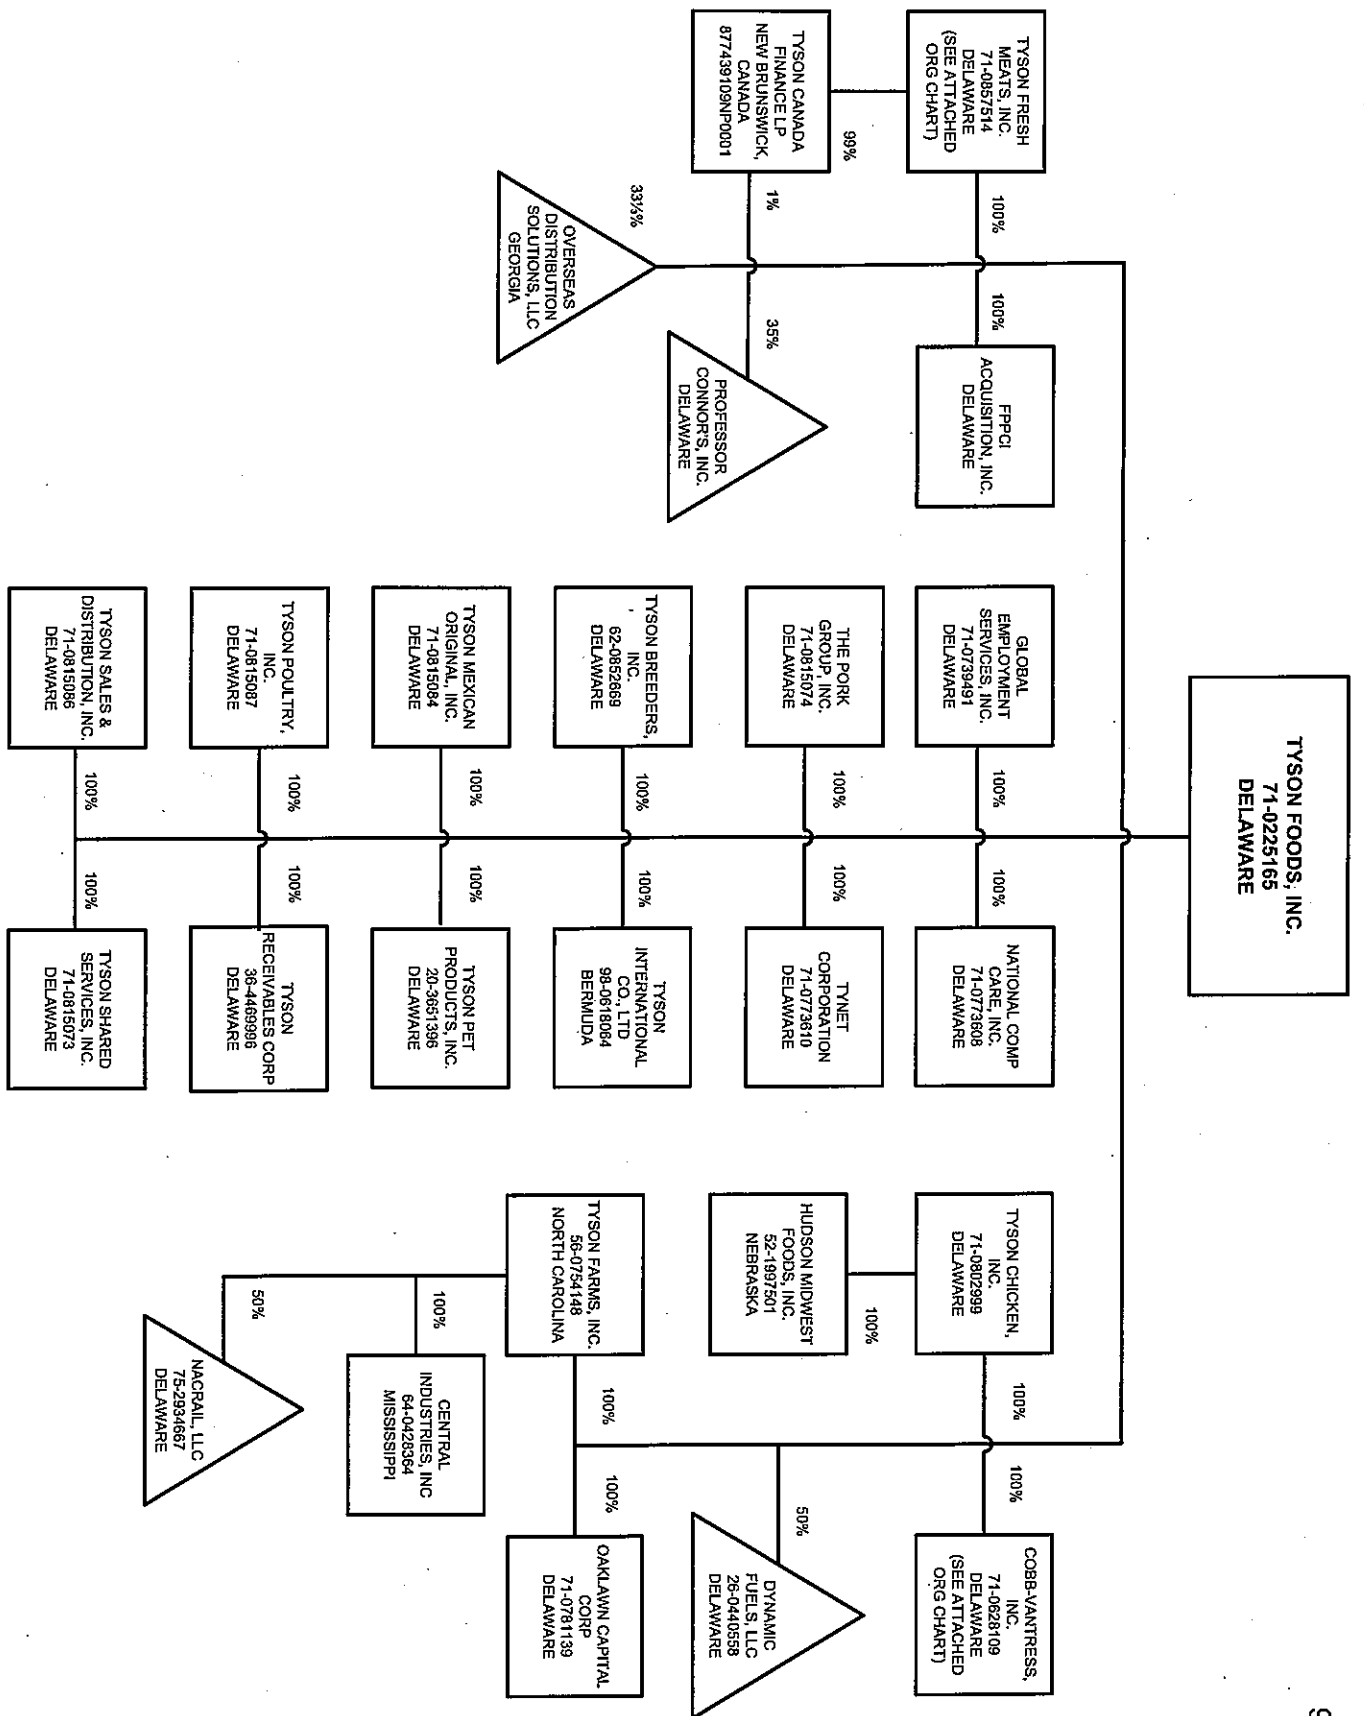 TYSON FOODS, INC.
71-0225165
DELAWARE
TYSON FRESH
MEATS, INC.
71-0857514
DELAWARE
(SEE ATTACHED
ORG CHART)
100%
100%
FPPCI
ACQUISITION, INC.
DELAWARE
99%
TYSON CANADA
FINANCE LP
NEW BRUNSWICK,
CANADA
877439109NP0001
1%
35%
PROFESSOR
CONNOR'S, INC.
DELAWARE
33⅓%
OVERSEAS
DISTRIBUTION
SOLUTIONS, LLC
GEORGIA
GLOBAL
EMPLOYMENT
SERVICES, INC.
71-0739491
DELAWARE
100%
100%
NATIONAL COMP
CARE, INC.
71-0773608
DELAWARE
THE PORK
GROUP, INC.
71-0815074
DELAWARE
100%
100%
TYNET
CORPORATION
71-0773610
DELAWARE
TYSON BREEDERS,
, INC.
62-0852669
DELAWARE
100%
100%
TYSON
INTERNATIONAL
CO., LTD
98-0618064
BERMUDA
TYSON MEXICAN
ORIGINAL, INC.
71-0815084
DELAWARE
100%
100%
TYSON PET
PRODUCTS, INC.
20-3651396
DELAWARE
TYSON POULTRY,
INC.
71-0815087
DELAWARE
100%
100%
TYSON
RECEIVABLES CORP
36-4469996
DELAWARE
TYSON SALES &
DISTRIBUTION, INC.
71-0815086
DELAWARE
100%
100%
TYSON SHARED
SERVICES, INC.
71-0815073
DELAWARE
TYSON CHICKEN,
INC.
71-0802999
DELAWARE
100%
100%
COBB-VANTRESS,
INC.
71-0628109
DELAWARE
(SEE ATTACHED
ORG CHART)
100%
HUDSON MIDWEST
FOODS, INC.
52-1997501
NEBRASKA
50%
DYNAMIC
FUELS, LLC
26-0440558
DELAWARE
TYSON FARMS, INC.
56-0754148
NORTH CAROLINA
100%
100%
OAKLAWN CAPITAL
CORP
71-0781139
DELAWARE
100%
CENTRAL
INDUSTRIES, INC
64-0428364
MISSISSIPPI
50%
NACRAIL, LLC
75-2934667
DELAWARE